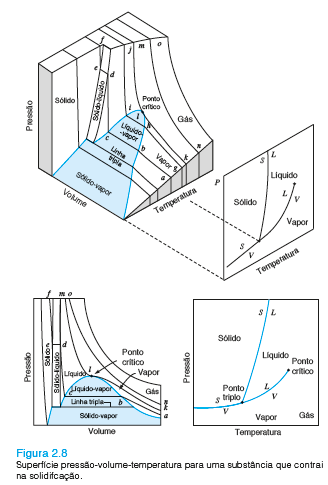 f
j m o
e
d
Ponto
crítico
Sólido
Sólido-líquido
i
l
h
Líquido-
vapor
Gás
c
b
Vapor
g
n
Linha
tripla
k
a
Sólido-vapor
Pressão
Volume
Temperatura
P
S L
Líquido
Sólido
L
V
Vapor
S
V
Temperatura
f m o
Sólido
e
d
Sólido-líquido
Líquido
l
Ponto
crítico
Vapor
Líquido-vapor
Gás
Linha tripla b
n
k
a
Sólido-vapor
Pressão
Volume
S L
Sólido
Líquido
Ponto
crítico
L
V
Ponto
triplo
S
V
Vapor
Gás
Pressão
Temperatura
Figura 2.8
Superfície pressão-volume-temperatura para uma substância que contrai
na solidifcação.